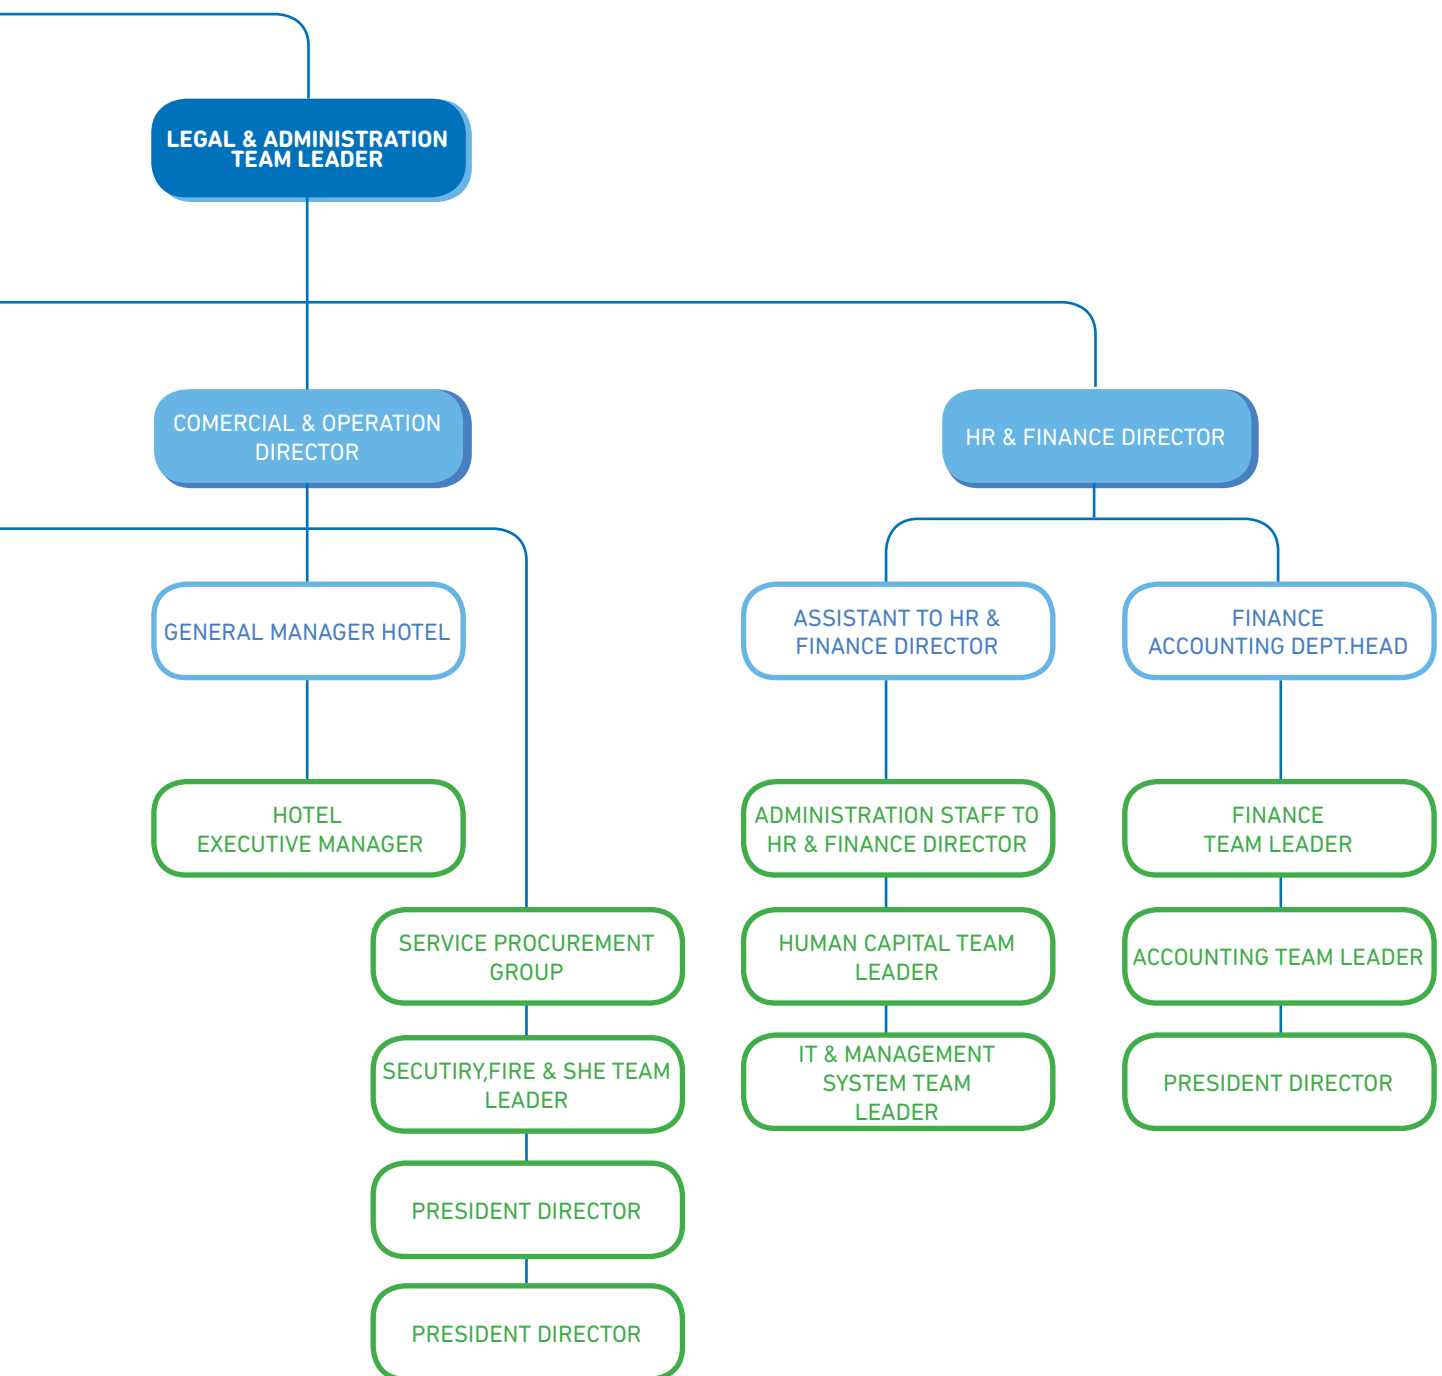 LEGAL & ADMINISTRATION
TEAM LEADER
COMERCIAL & OPERATION
DIRECTOR
HR & FINANCE DIRECTOR
GENERAL MANAGER HOTEL
ASSISTANT TO HR &
FINANCE DIRECTOR
FINANCE
ACCOUNTING DEPT.HEAD
HOTEL
EXECUTIVE MANAGER
ADMINISTRATION STAFF TO
HR & FINANCE DIRECTOR
FINANCE
TEAM LEADER
SERVICE PROCUREMENT
GROUP
HUMAN CAPITAL TEAM
LEADER
ACCOUNTING TEAM LEADER
SECUTIRY,FIRE & SHE TEAM
LEADER
IT & MANAGEMENT
SYSTEM TEAM
LEADER
PRESIDENT DIRECTOR
PRESIDENT DIRECTOR
PRESIDENT DIRECTOR